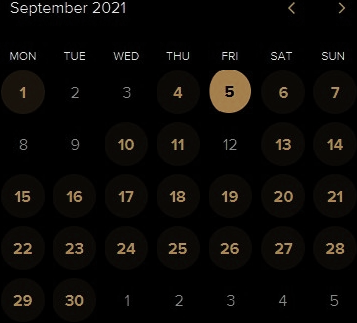 September 2021
MON TUE WED THU FRI SAT SUN
1 2 3 4 5 6 7
8 9 10 11 12 13 14
15 16 17 18 19 20 21
22 23 24 25 26 27 28
29 30 1 2 3 4 5